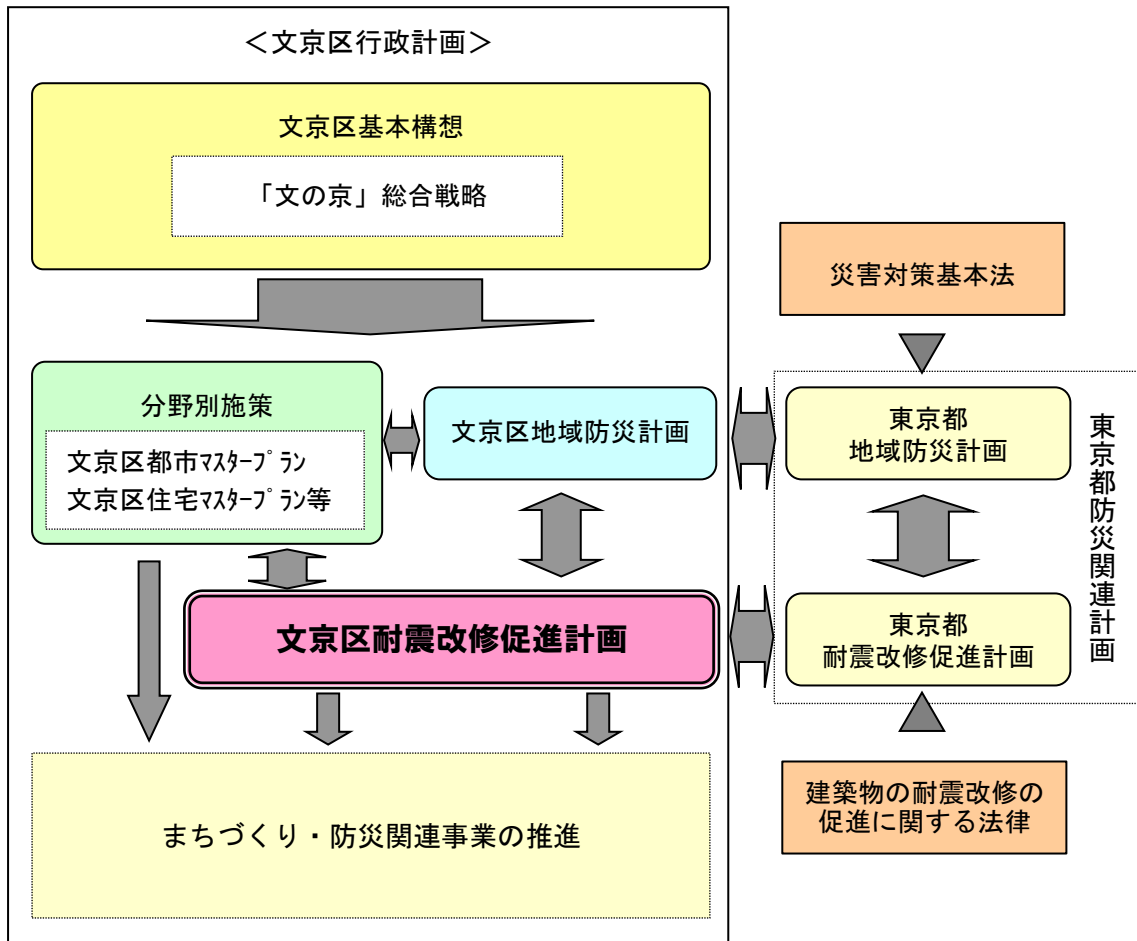 ＜文京区行政計画＞
文京区基本構想
「文の京」総合戦略
災害対策基本法
分野別施策
文京区都市ﾏｽﾀｰﾌﾟﾗﾝ
文京区住宅ﾏｽﾀｰﾌﾟﾗﾝ等
文京区地域防災計画
東京都
地域防災計画
東京都防災関連計画
文京区耐震改修促進計画
東京都
耐震改修促進計画
まちづくり・防災関連事業の推進
建築物の耐震改修の
促進に関する法律